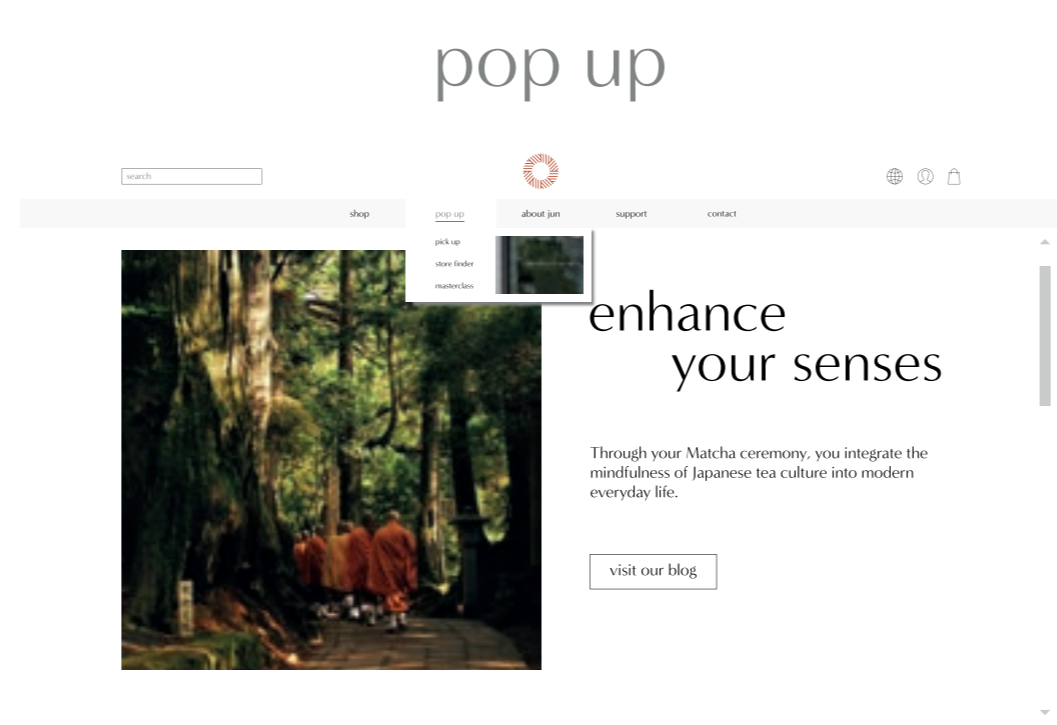 pop up
search
shop
pop up
about jun
support
contact
pick up
store finder
masterclass
enhance
your senses
Through your Matcha ceremony, you integrate the
mindfulness of Japanese tea culture into modern
everyday life.
visit our blog